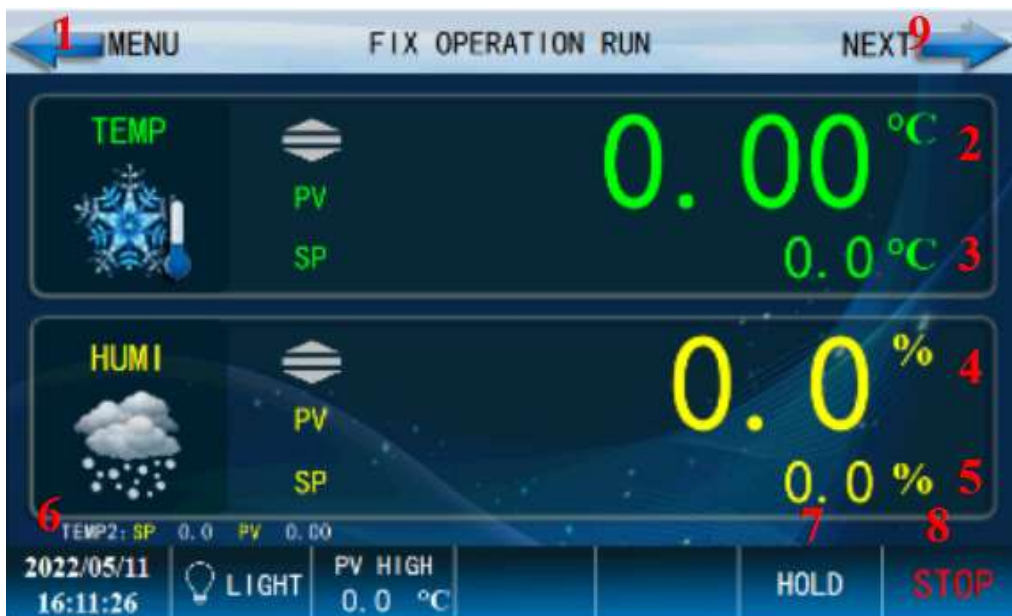 1 MENU FIX OPERATION RUN NEXT 9
TEMP 0.00 °C 2
PV
SP 0.0 °C 3
HUMI 0.0 % 4
PV
SP 0.0 % 5
6 7 8
TEMP2: SP 0.0 PV 0.00
2022/05/11 LIGHT PV HIGH HOLD STOP
16:11:26 0.0 °C